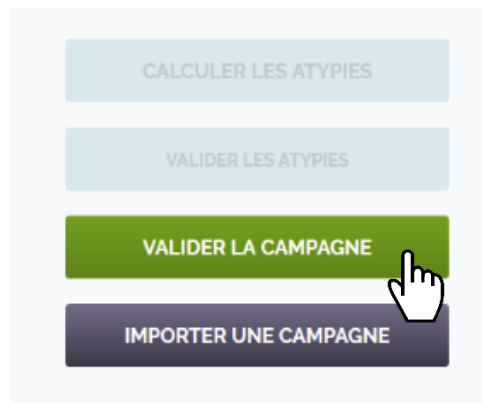 CALCULER LES ATYPIES
VALIDER LES ATYPIES
VALIDER LA CAMPAGNE
IMPORTER UNE CAMPAGNE